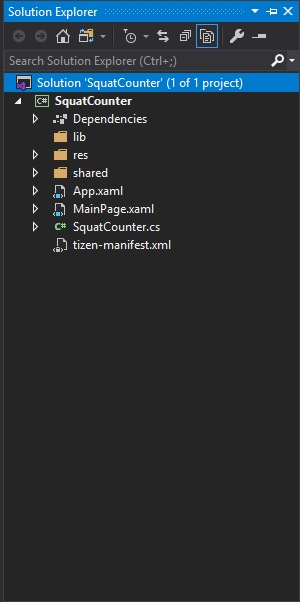 Solution Explorer
Search Solution Explorer (Ctrl+;)
Solution 'SquatCounter' (1 of 1 project)
C# SquatCounter
Dependencies
lib
res
shared
App.xaml
MainPage.xaml
C# SquatCounter.cs
tizen-manifest.xml